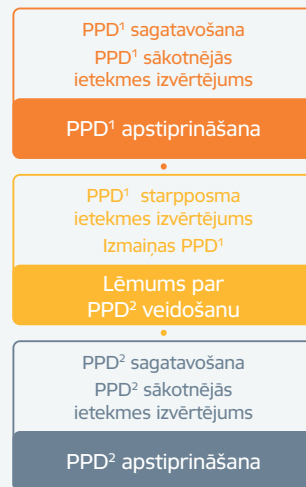 PPD¹ sagatavošana
PPD¹ sākotnējās
ietekmes izvērtējums
PPD¹ apstiprināšana
PPD¹ starpposma
ietekmes izvērtējums
Izmaiņas PPD¹
Lēmums par
PPD² veidošanu
PPD² sagatavošana
PPD² sākotnējās
ietekmes izvērtējums
PPD² apstiprināšana